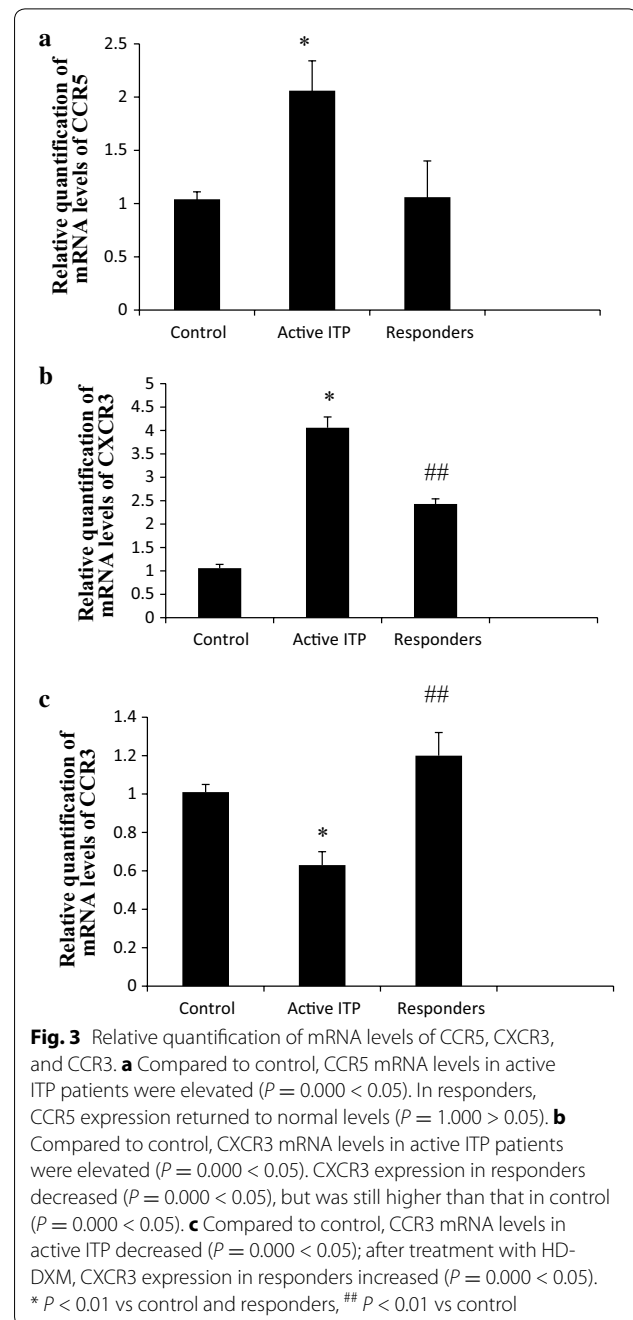 a
Relative quantification of
mRNA levels of CCR5
2.5
2
1.5
1
0.5
0
*
Control Active ITP Responders
b
Relative quantification of
mRNA levels of CXCR3
5
4.5
4
3.5
3
2.5
2
1.5
1
0.5
0
*
##
Control Active ITP Responders
c
Relative quantification of
mRNA levels of CCR3
1.4
1.2
1
0.8
0.6
0.4
0.2
0
*
##
Control Active ITP Responders
Fig. 3 Relative quantification of mRNA levels of CCR5, CXCR3,
and CCR3. a Compared to control, CCR5 mRNA levels in active
ITP patients were elevated (P = 0.000 < 0.05). In responders,
CCR5 expression returned to normal levels (P = 1.000 > 0.05). b
Compared to control, CXCR3 mRNA levels in active ITP patients
were elevated (P = 0.000 < 0.05). CXCR3 expression in responders
decreased (P = 0.000 < 0.05), but was still higher than that in control
(P = 0.000 < 0.05). c Compared to control, CCR3 mRNA levels in
active ITP decreased (P = 0.000 < 0.05); after treatment with HD-
DXM, CXCR3 expression in responders increased (P = 0.000 < 0.05).
* P < 0.01 vs control and responders, ## P < 0.01 vs control